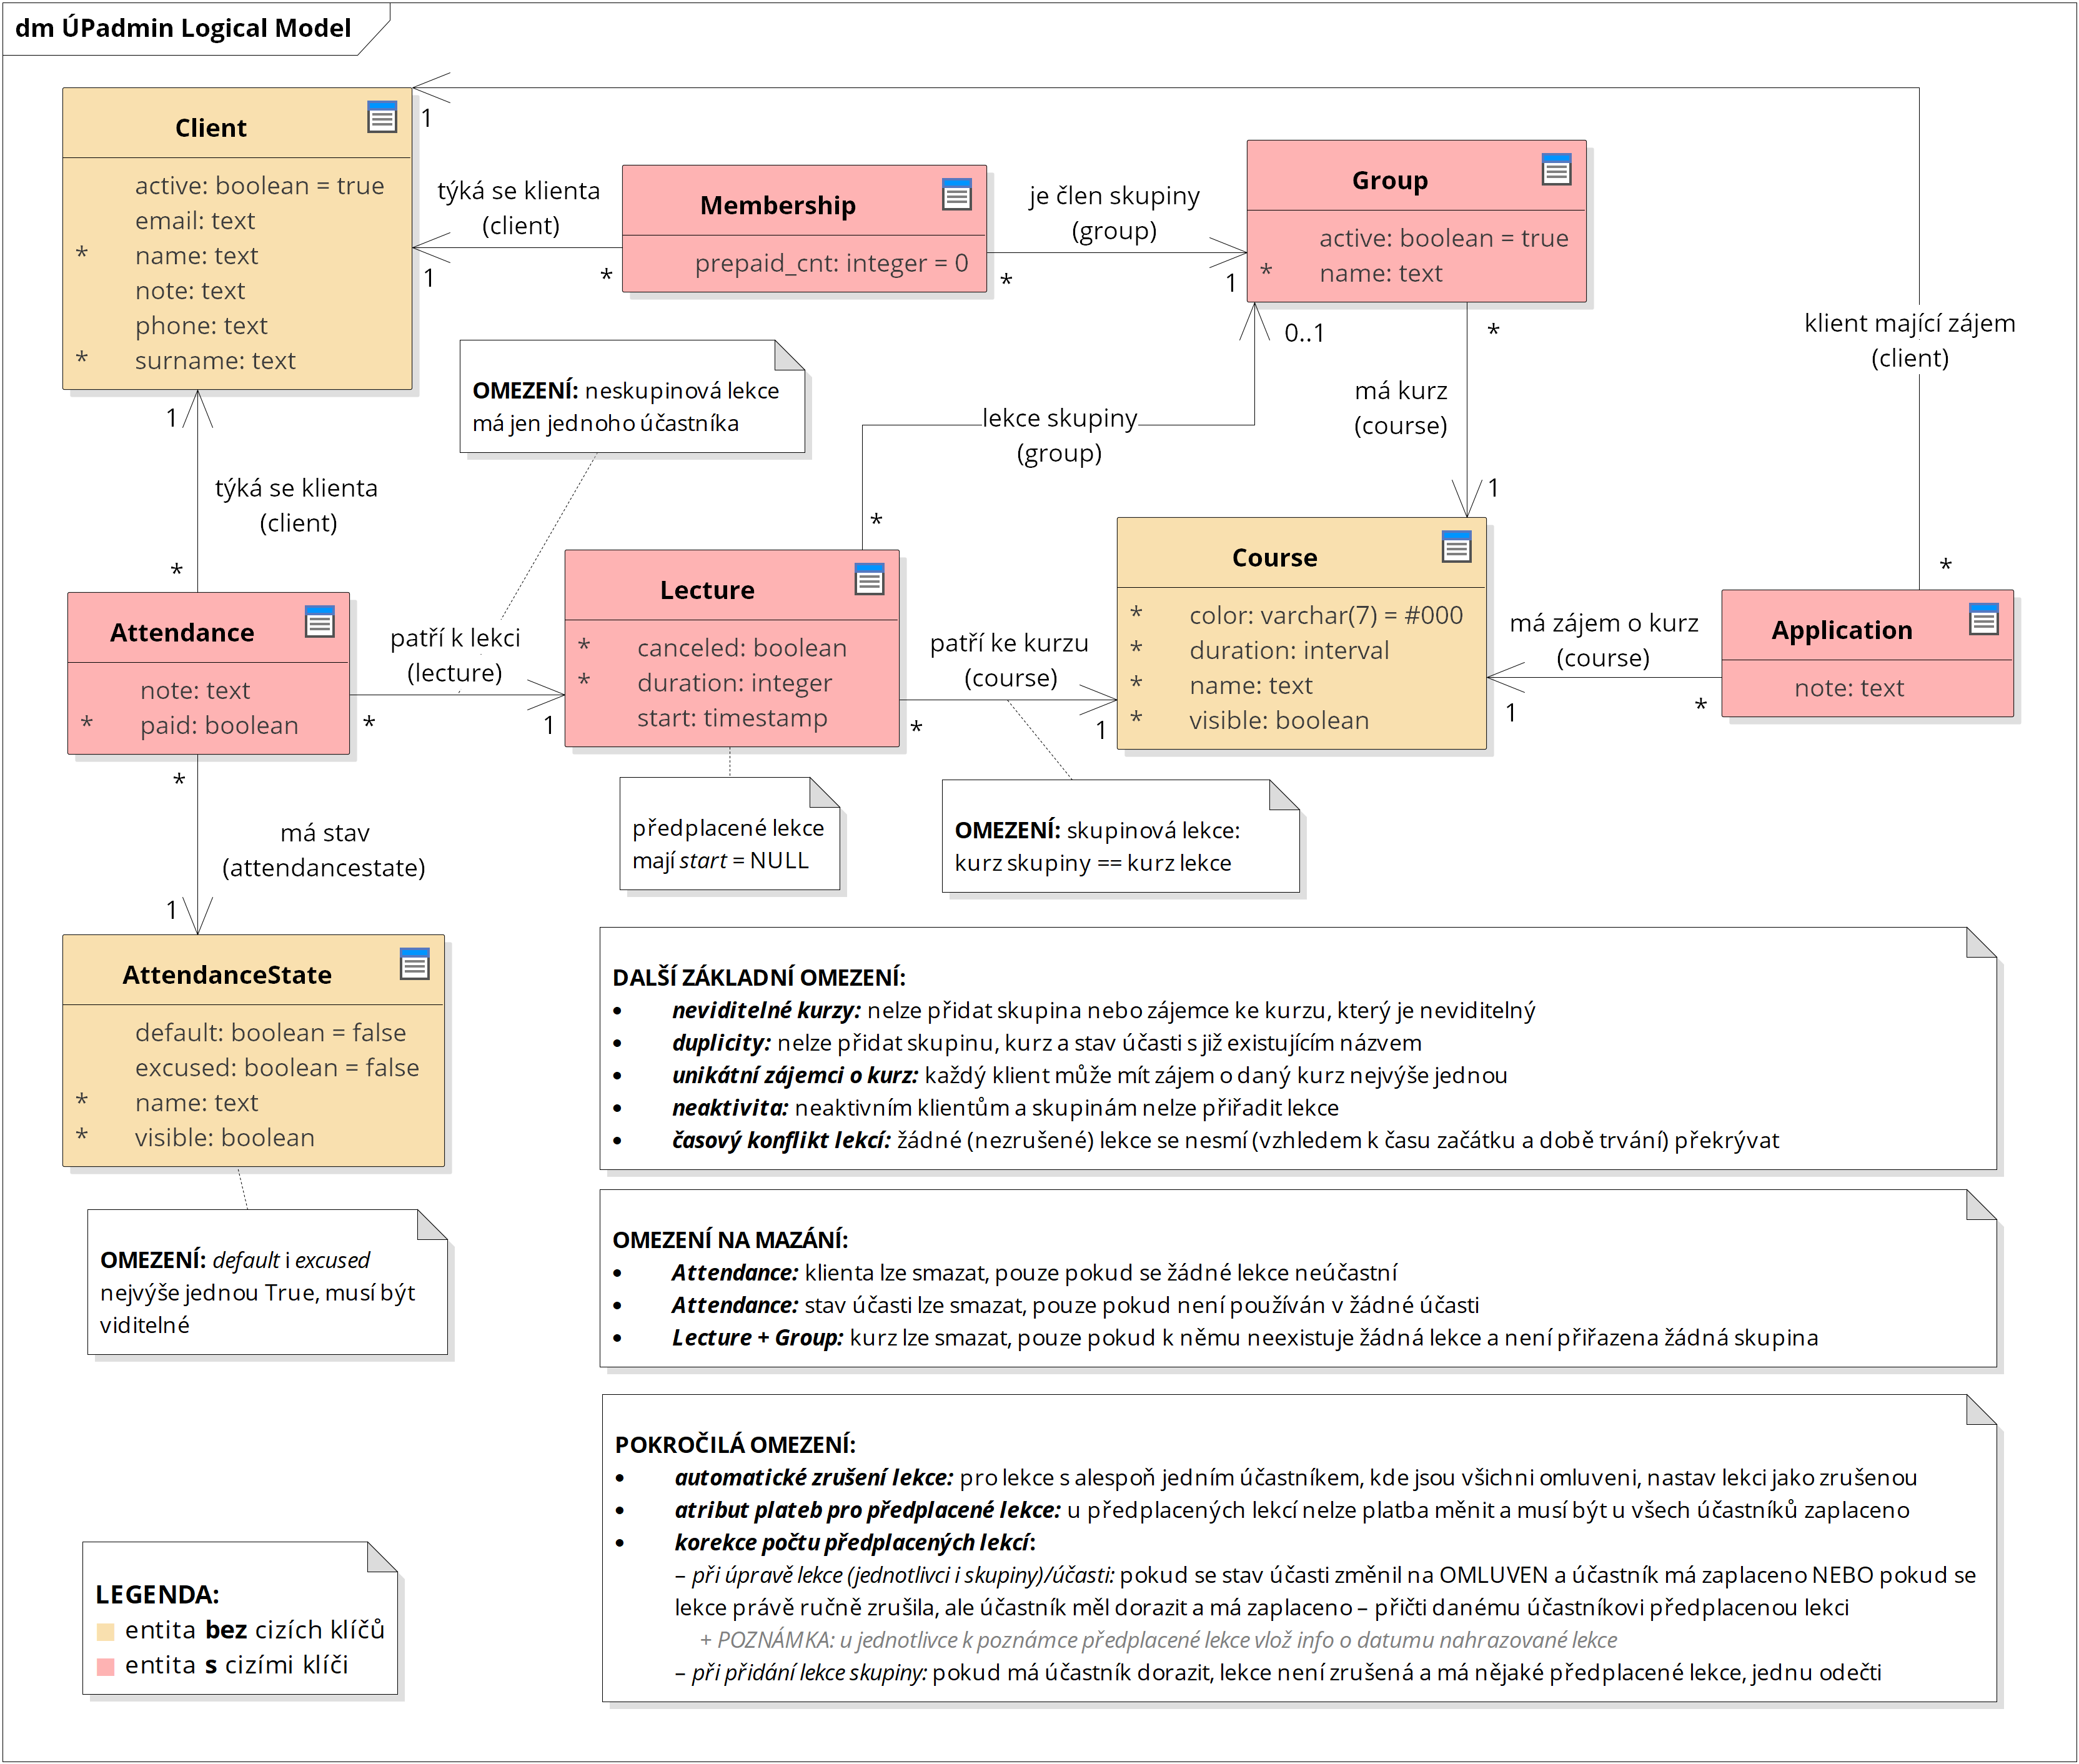 dm ÚPadmin Logical Model
Client
active: boolean = true
email: text
* name: text
note: text
phone: text
* surname: text
1
týká se klienta
(client)
1
*
Membership
prepaid_cnt: integer = 0
je člen skupiny
(group)
*
1
Group
active: boolean = true
* name: text
klient mající zájem
(client)
*
OMEZENÍ: neskupinová lekce
má jen jednoho účastníka
0..1
lekce skupiny
(group)
*
*
má kurz
(course)
1
1
týká se klienta
(client)
*
Attendance
note: text
* paid: boolean
patří k lekci
(lecture)
*
1
Lecture
* canceled: boolean
* duration: integer
start: timestamp
patří ke kurzu
(course)
*
1
Course
* color: varchar(7) = #000
* duration: interval
* name: text
* visible: boolean
má zájem o kurz
(course)
1
*
Application
note: text
předplacené lekce
mají start = NULL
OMEZENÍ: skupinová lekce:
kurz skupiny == kurz lekce
*
má stav
(attendancestate)
1
AttendanceState
default: boolean = false
excused: boolean = false
* name: text
* visible: boolean
OMEZENÍ: default i excused
nejvýše jednou True, musí být
viditelné
DALŠÍ ZÁKLADNÍ OMEZENÍ:
• neviditelné kurzy: nelze přidat skupina nebo zájemce ke kurzu, který je neviditelný
• duplicity: nelze přidat skupinu, kurz a stav účasti s již existujícím názvem
• unikátní zájemci o kurz: každý klient může mít zájem o daný kurz nejvýše jednou
• neaktivita: neaktivním klientům a skupinám nelze přiřadit lekce
• časový konflikt lekcí: žádné (nezrušené) lekce se nesmí (vzhledem k času začátku a době trvání) překrývat
OMEZENÍ NA MAZÁNÍ:
• Attendance: klienta lze smazat, pouze pokud se žádné lekce neúčastní
• Attendance: stav účasti lze smazat, pouze pokud není používán v žádné účasti
• Lecture + Group: kurz lze smazat, pouze pokud k němu neexistuje žádná lekce a není přiřazena žádná skupina
POKROČILÁ OMEZENÍ:
• automatické zrušení lekce: pro lekce s alespoň jedním účastníkem, kde jsou všichni omluveni, nastav lekci jako zrušenou
• atribut plateb pro předplacené lekce: u předplacených lekcí nelze platba měnit a musí být u všech účastníků zaplaceno
• korekce počtu předplacených lekcí:
– při úpravě lekce (jednotlivci i skupiny)/účasti: pokud se stav účasti změnil na OMLUVEN a účastník má zaplaceno NEBO pokud se
lekce právě ručně zrušila, ale účastník měl dorazit a má zaplaceno – přičti danému účastníkovi předplacenou lekci
+ POZNÁMKA: u jednotlivce k poznámce předplacené lekce vlož info o datumu nahrazované lekce
– při přidání lekce skupiny: pokud má účastník dorazit, lekce není zrušená a má nějaké předplacené lekce, jednu odečti
LEGENDA:
entita bez cizích klíčů
entita s cizími klíči